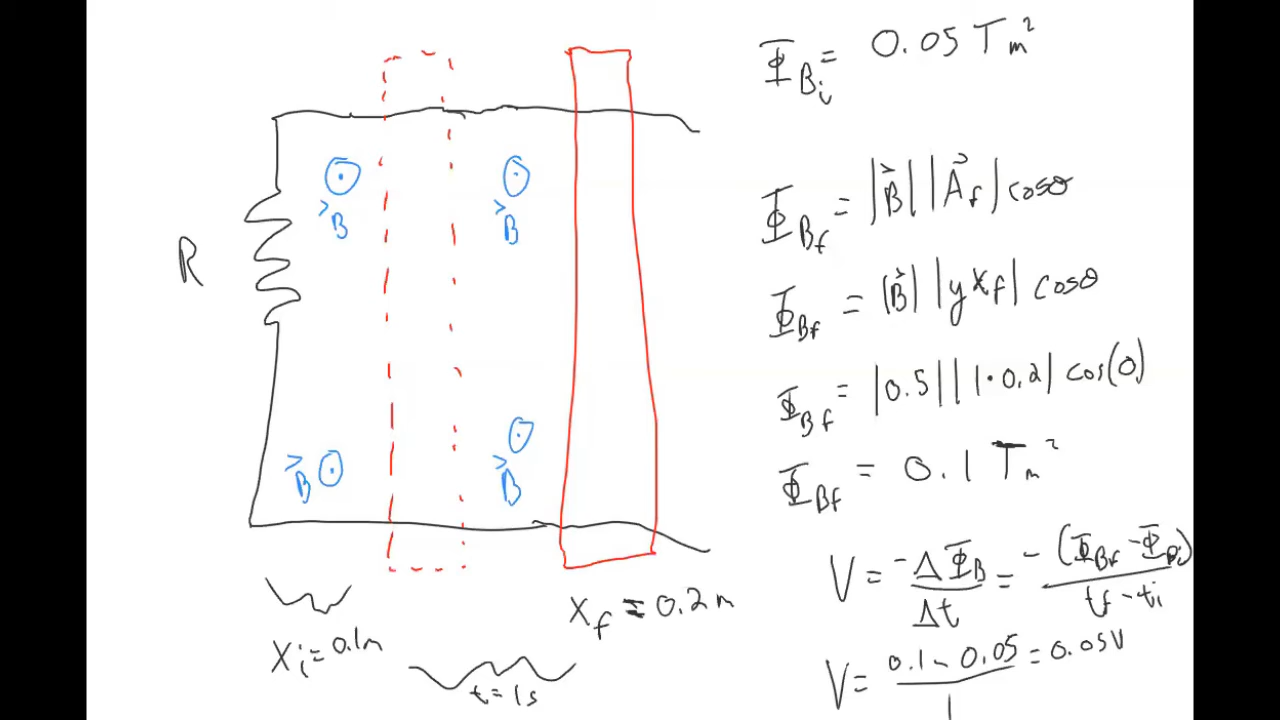 R
B⃗
B⃗
B⃗
B⃗
xᵢ = 0.1m
t = 1s
x_f = 0.2m
Φ_Bᵢ = 0.05 Tm²
Φ_Bf = |B⃗| |A⃗_f| cosθ
Φ_Bf = |B⃗| |y x_f| cosθ
Φ_Bf = |0.5| |1·0.2| cos(0)
Φ_Bf = 0.1 Tm²
V = -ΔΦ_B/Δt = -(Φ_Bf - Φ_Bᵢ)/(t_f - tᵢ)
V = (0.1 - 0.05)/1 = 0.05V